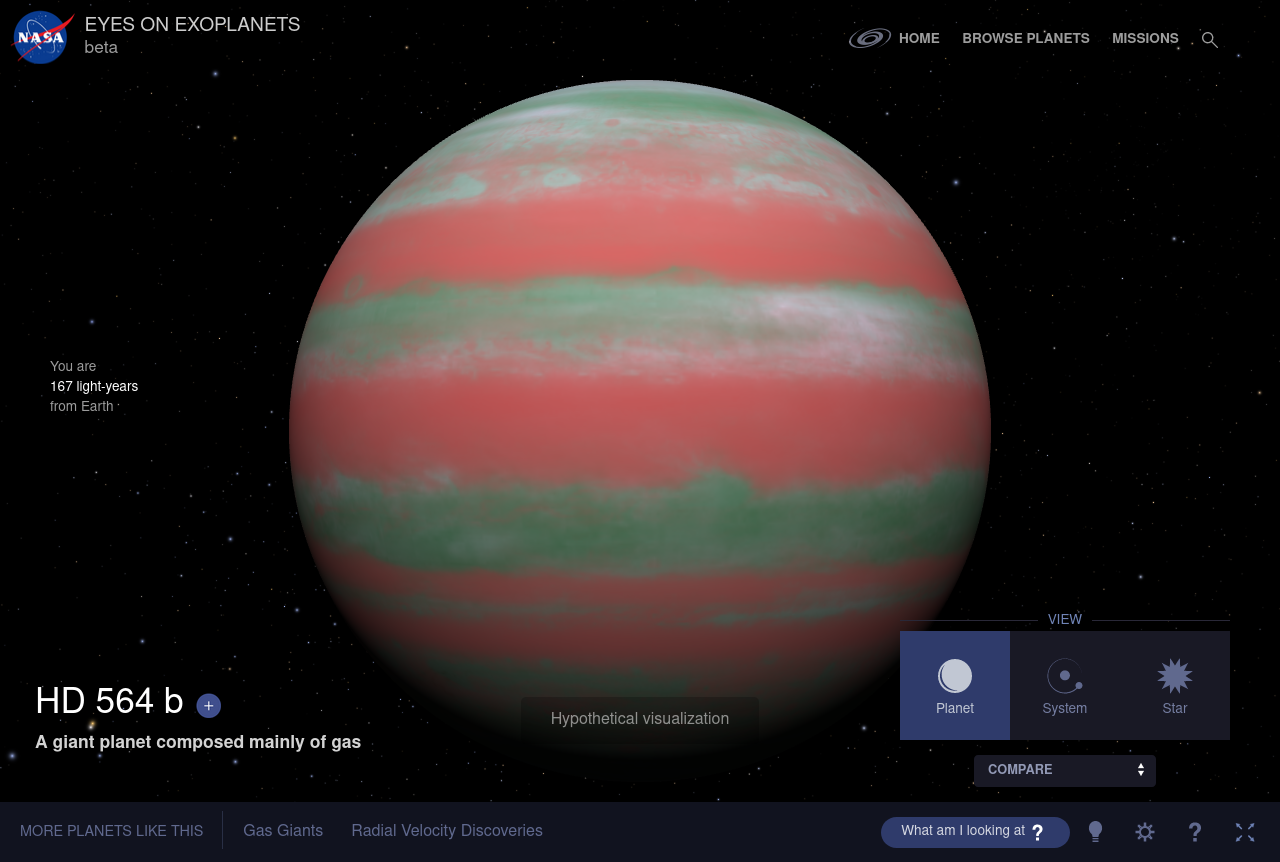 NASA
EYES ON EXOPLANETS
beta
HOME
BROWSE PLANETS
MISSIONS
You are
167 light-years
from Earth
HD 564 b
+
A giant planet composed mainly of gas
Hypothetical visualization
VIEW
Planet
System
Star
COMPARE
MORE PLANETS LIKE THIS
Gas Giants
Radial Velocity Discoveries
What am I looking at ?
?